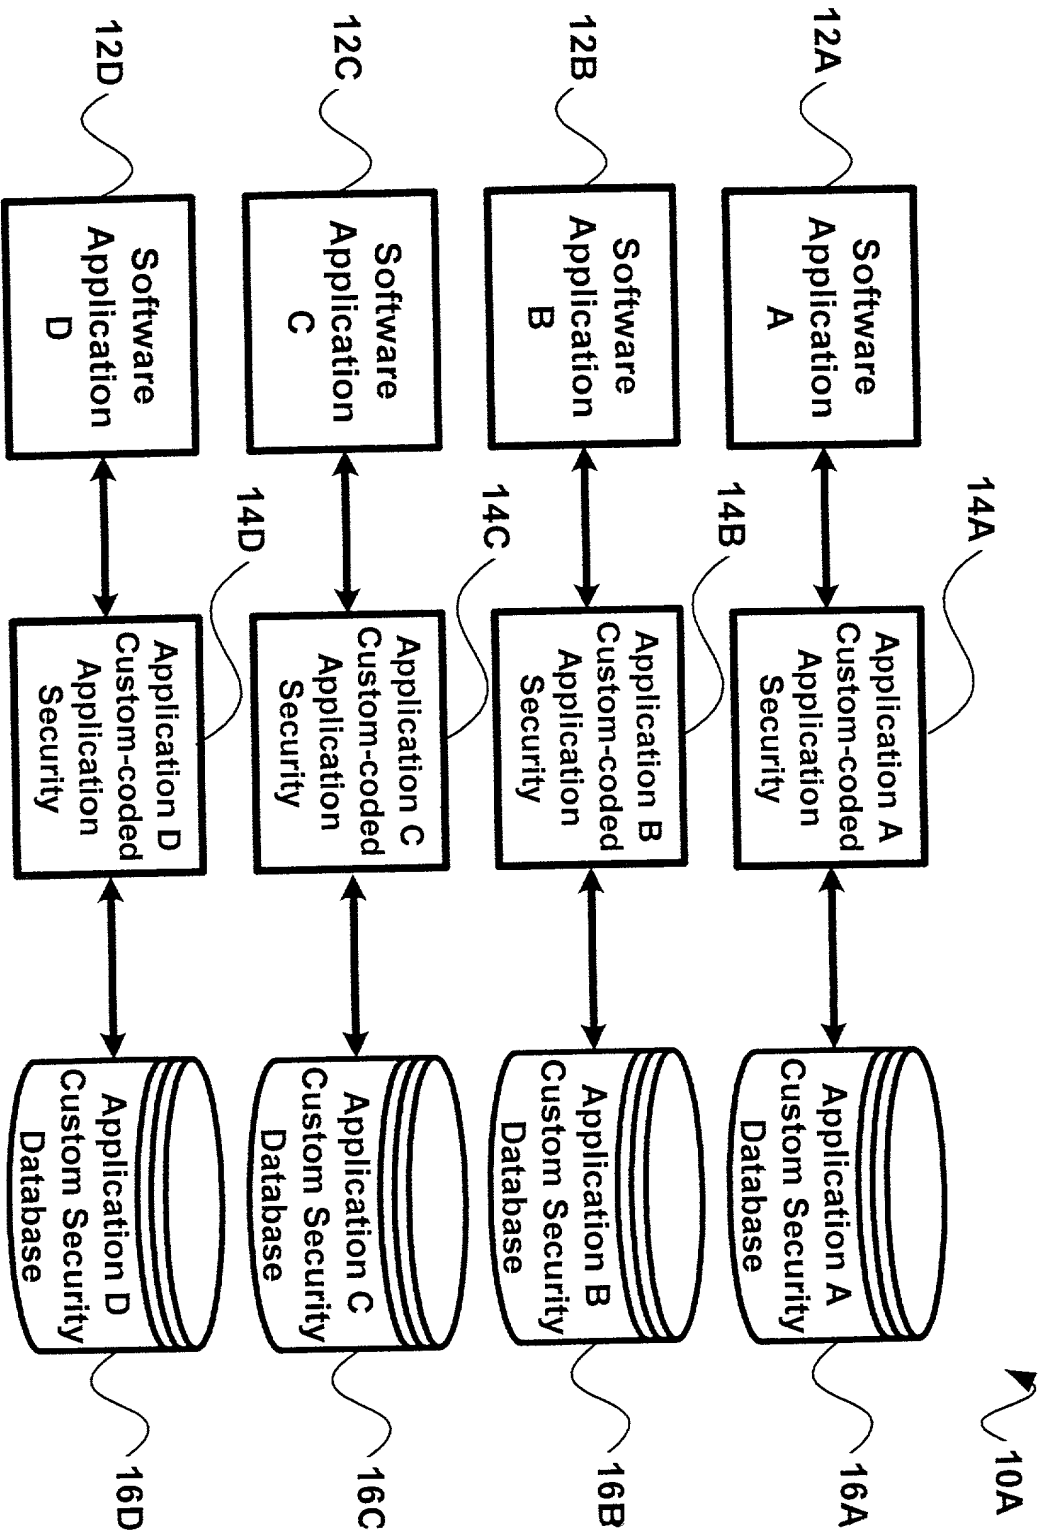 10A
12A
Software
Application
A
14A
Application A
Custom-coded
Application
Security
Application A
Custom Security
Database
16A
12B
Software
Application
B
14B
Application B
Custom-coded
Application
Security
Application B
Custom Security
Database
16B
12C
Software
Application
C
14C
Application C
Custom-coded
Application
Security
Application C
Custom Security
Database
16C
12D
Software
Application
D
14D
Application D
Custom-coded
Application
Security
Application D
Custom Security
Database
16D